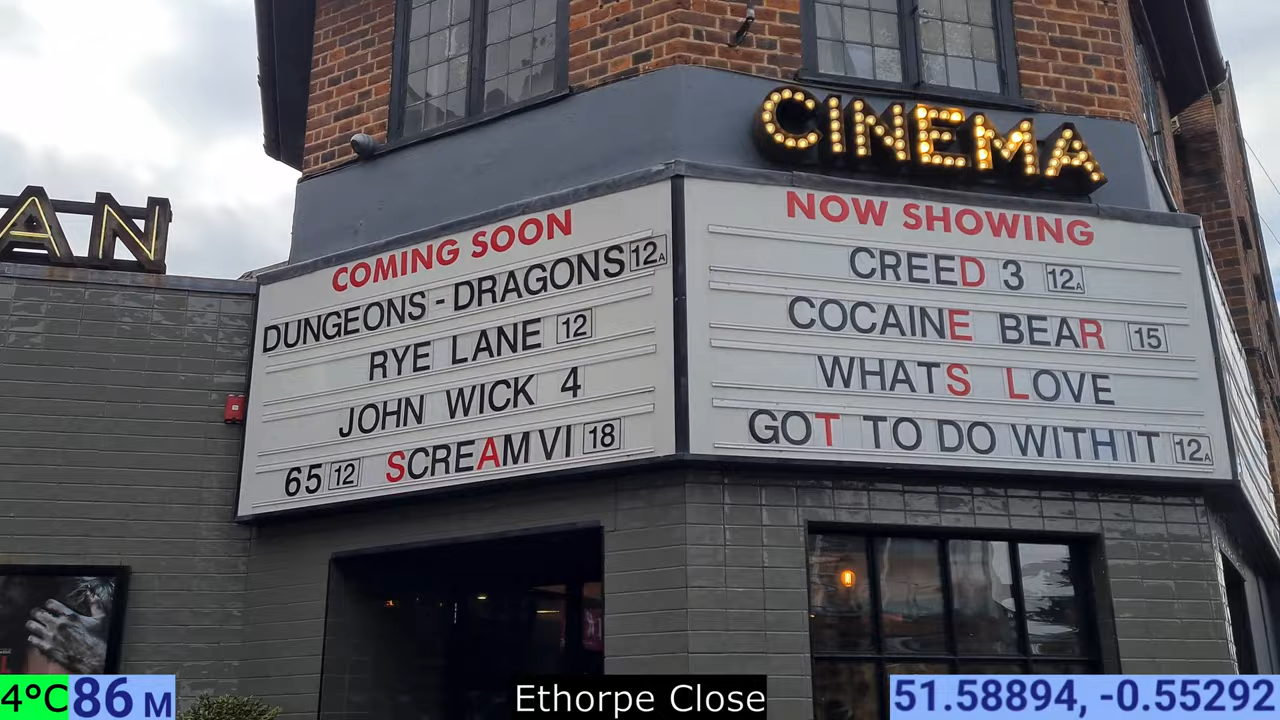 CINEMA
AN
COMING SOON
DUNGEONS - DRAGONS 12A
RYE LANE 12
JOHN WICK 4
65 12 SCREAM VI 18
NOW SHOWING
CREED 3 12A
COCAINE BEAR 15
WHATS LOVE
GOT TO DO WITH IT 12A
4°C 86 M
Ethorpe Close
51.58894, -0.55292